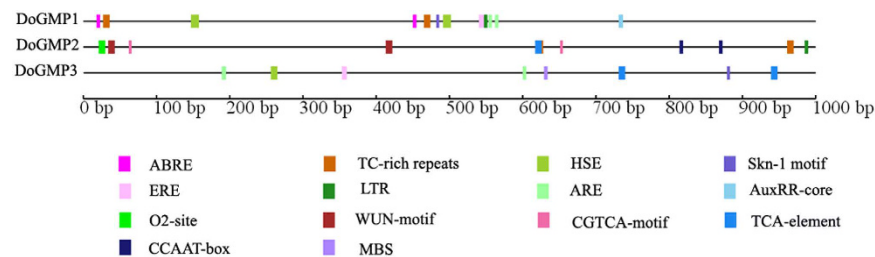 DoGMP1
DoGMP2
DoGMP3
0 bp 100 bp 200 bp 300 bp 400 bp 500 bp 600 bp 700 bp 800 bp 900 bp 1000 bp
ABRE TC-rich repeats HSE Skn-1 motif
ERE LTR ARE AuxRR-core
O2-site WUN-motif CGTCA-motif TCA-element
CCAAT-box MBS